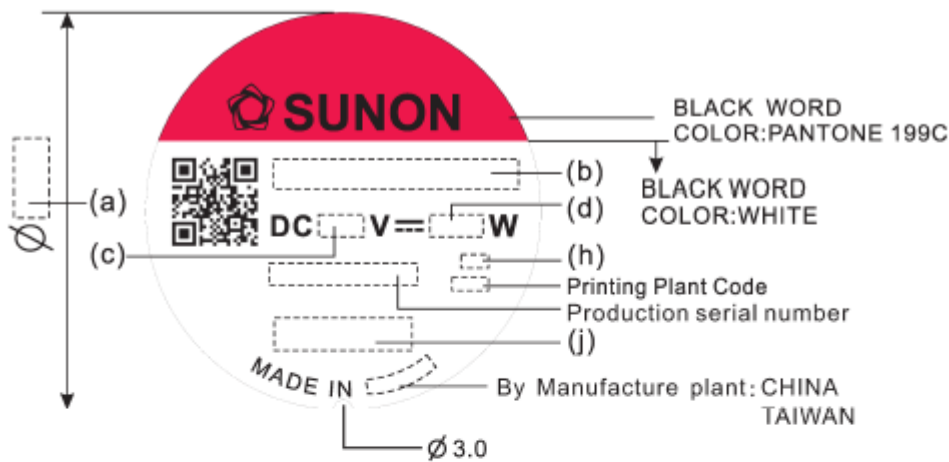 SUNON
BLACK WORD
COLOR:PANTONE 199C
(b)
BLACK WORD
COLOR:WHITE
(a)
(d)
DC V W
Ø
(c)
(h)
Printing Plant Code
Production serial number
(j)
MADE IN
By Manufacture plant: CHINA
TAIWAN
Ø 3.0